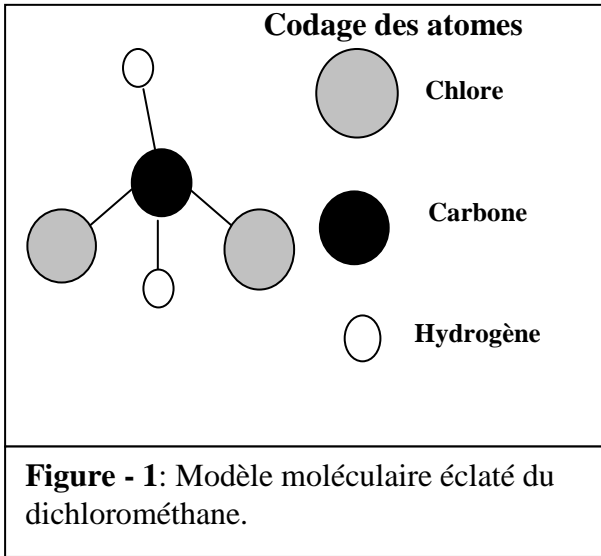 Codage des atomes
Chlore
Carbone
Hydrogène
Figure - 1: Modèle moléculaire éclaté du
dichlorométhane.